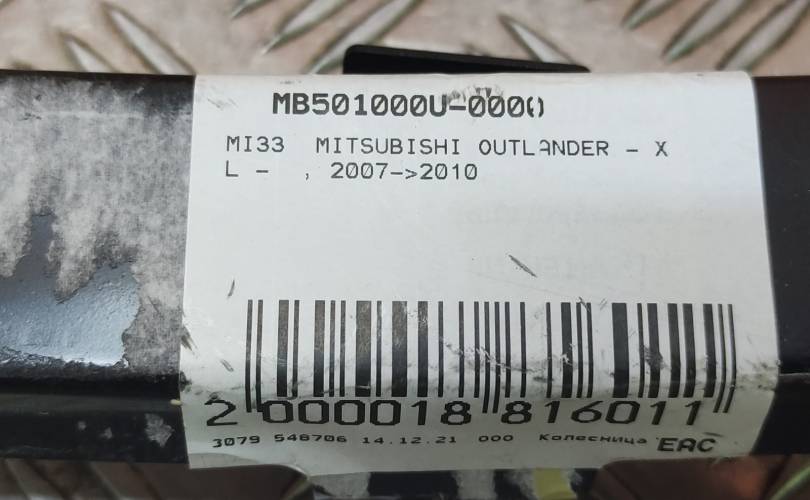 MB501000U-0000
MI33 MITSUBISHI OUTLANDER - X
L - , 2007->2010
2 000018 816011
3079 548706 14.12.21 000 Колесница EAC